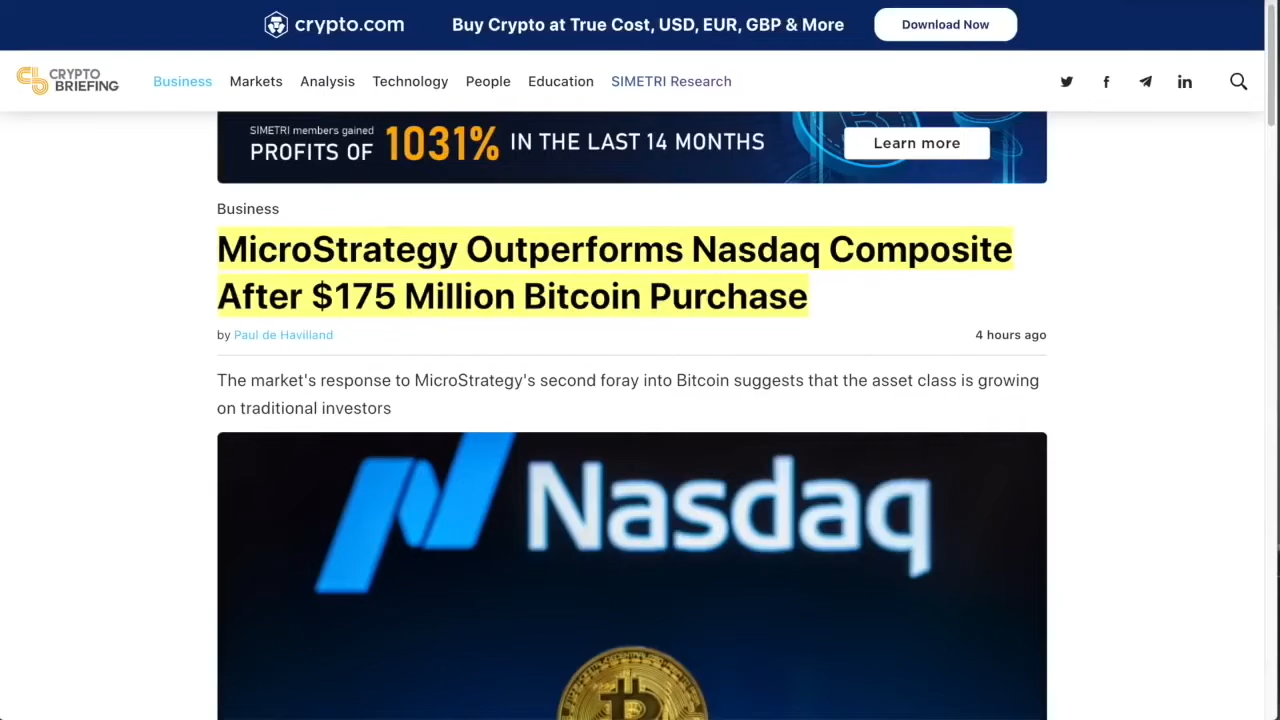 crypto.com
Buy Crypto at True Cost, USD, EUR, GBP & More
Download Now
CRYPTO
BRIEFING
Business
Markets
Analysis
Technology
People
Education
SIMETRI Research
SIMETRI members gained
PROFITS OF
1031%
IN THE LAST 14 MONTHS
Learn more
Business
MicroStrategy Outperforms Nasdaq Composite
After $175 Million Bitcoin Purchase
by Paul de Havilland
4 hours ago
The market's response to MicroStrategy's second foray into Bitcoin suggests that the asset class is growing
on traditional investors
Nasdaq